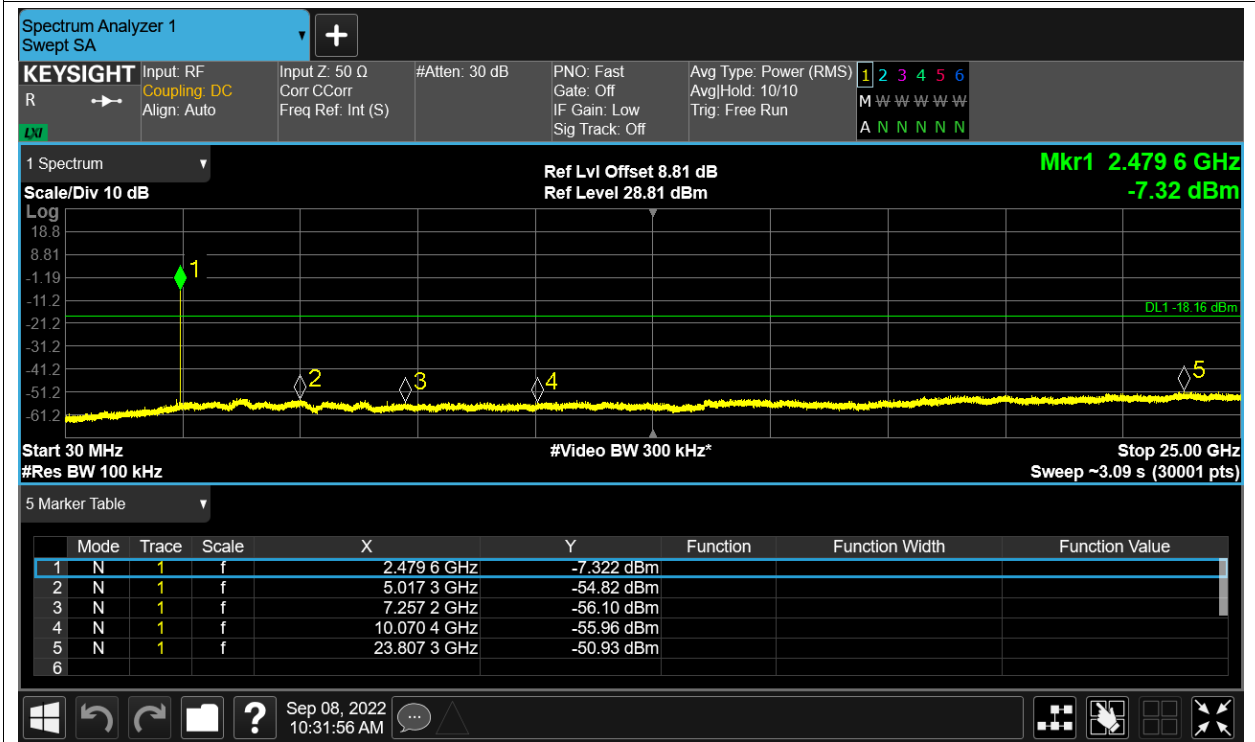 Spectrum Analyzer 1
Swept SA
KEYSIGHT Input: RF Input Z: 50 Ω #Atten: 30 dB PNO: Fast Avg Type: Power (RMS) 1 2 3 4 5 6
R Coupling: DC Corr CCorr Gate: Off Avg|Hold: 10/10 M W W W W W
Align: Auto Freq Ref: Int (S) IF Gain: Low Trig: Free Run
LXI Sig Track: Off A N N N N N
1 Spectrum Ref Lvl Offset 8.81 dB Mkr1 2.479 6 GHz
Scale/Div 10 dB Ref Level 28.81 dBm -7.32 dBm
Log
18.8
8.81
1
-1.19
-11.2
DL1 -18.16 dBm
-21.2
-31.2
-41.2
2 3 4 5
-51.2
-61.2
Start 30 MHz #Video BW 300 kHz* Stop 25.00 GHz
#Res BW 100 kHz Sweep ~3.09 s (30001 pts)
5 Marker Table
Mode Trace Scale X Y Function Function Width Function Value
1 N 1 f 2.479 6 GHz -7.322 dBm
2 N 1 f 5.017 3 GHz -54.82 dBm
3 N 1 f 7.257 2 GHz -56.10 dBm
4 N 1 f 10.070 4 GHz -55.96 dBm
5 N 1 f 23.807 3 GHz -50.93 dBm
6
? Sep 08, 2022
10:31:56 AM